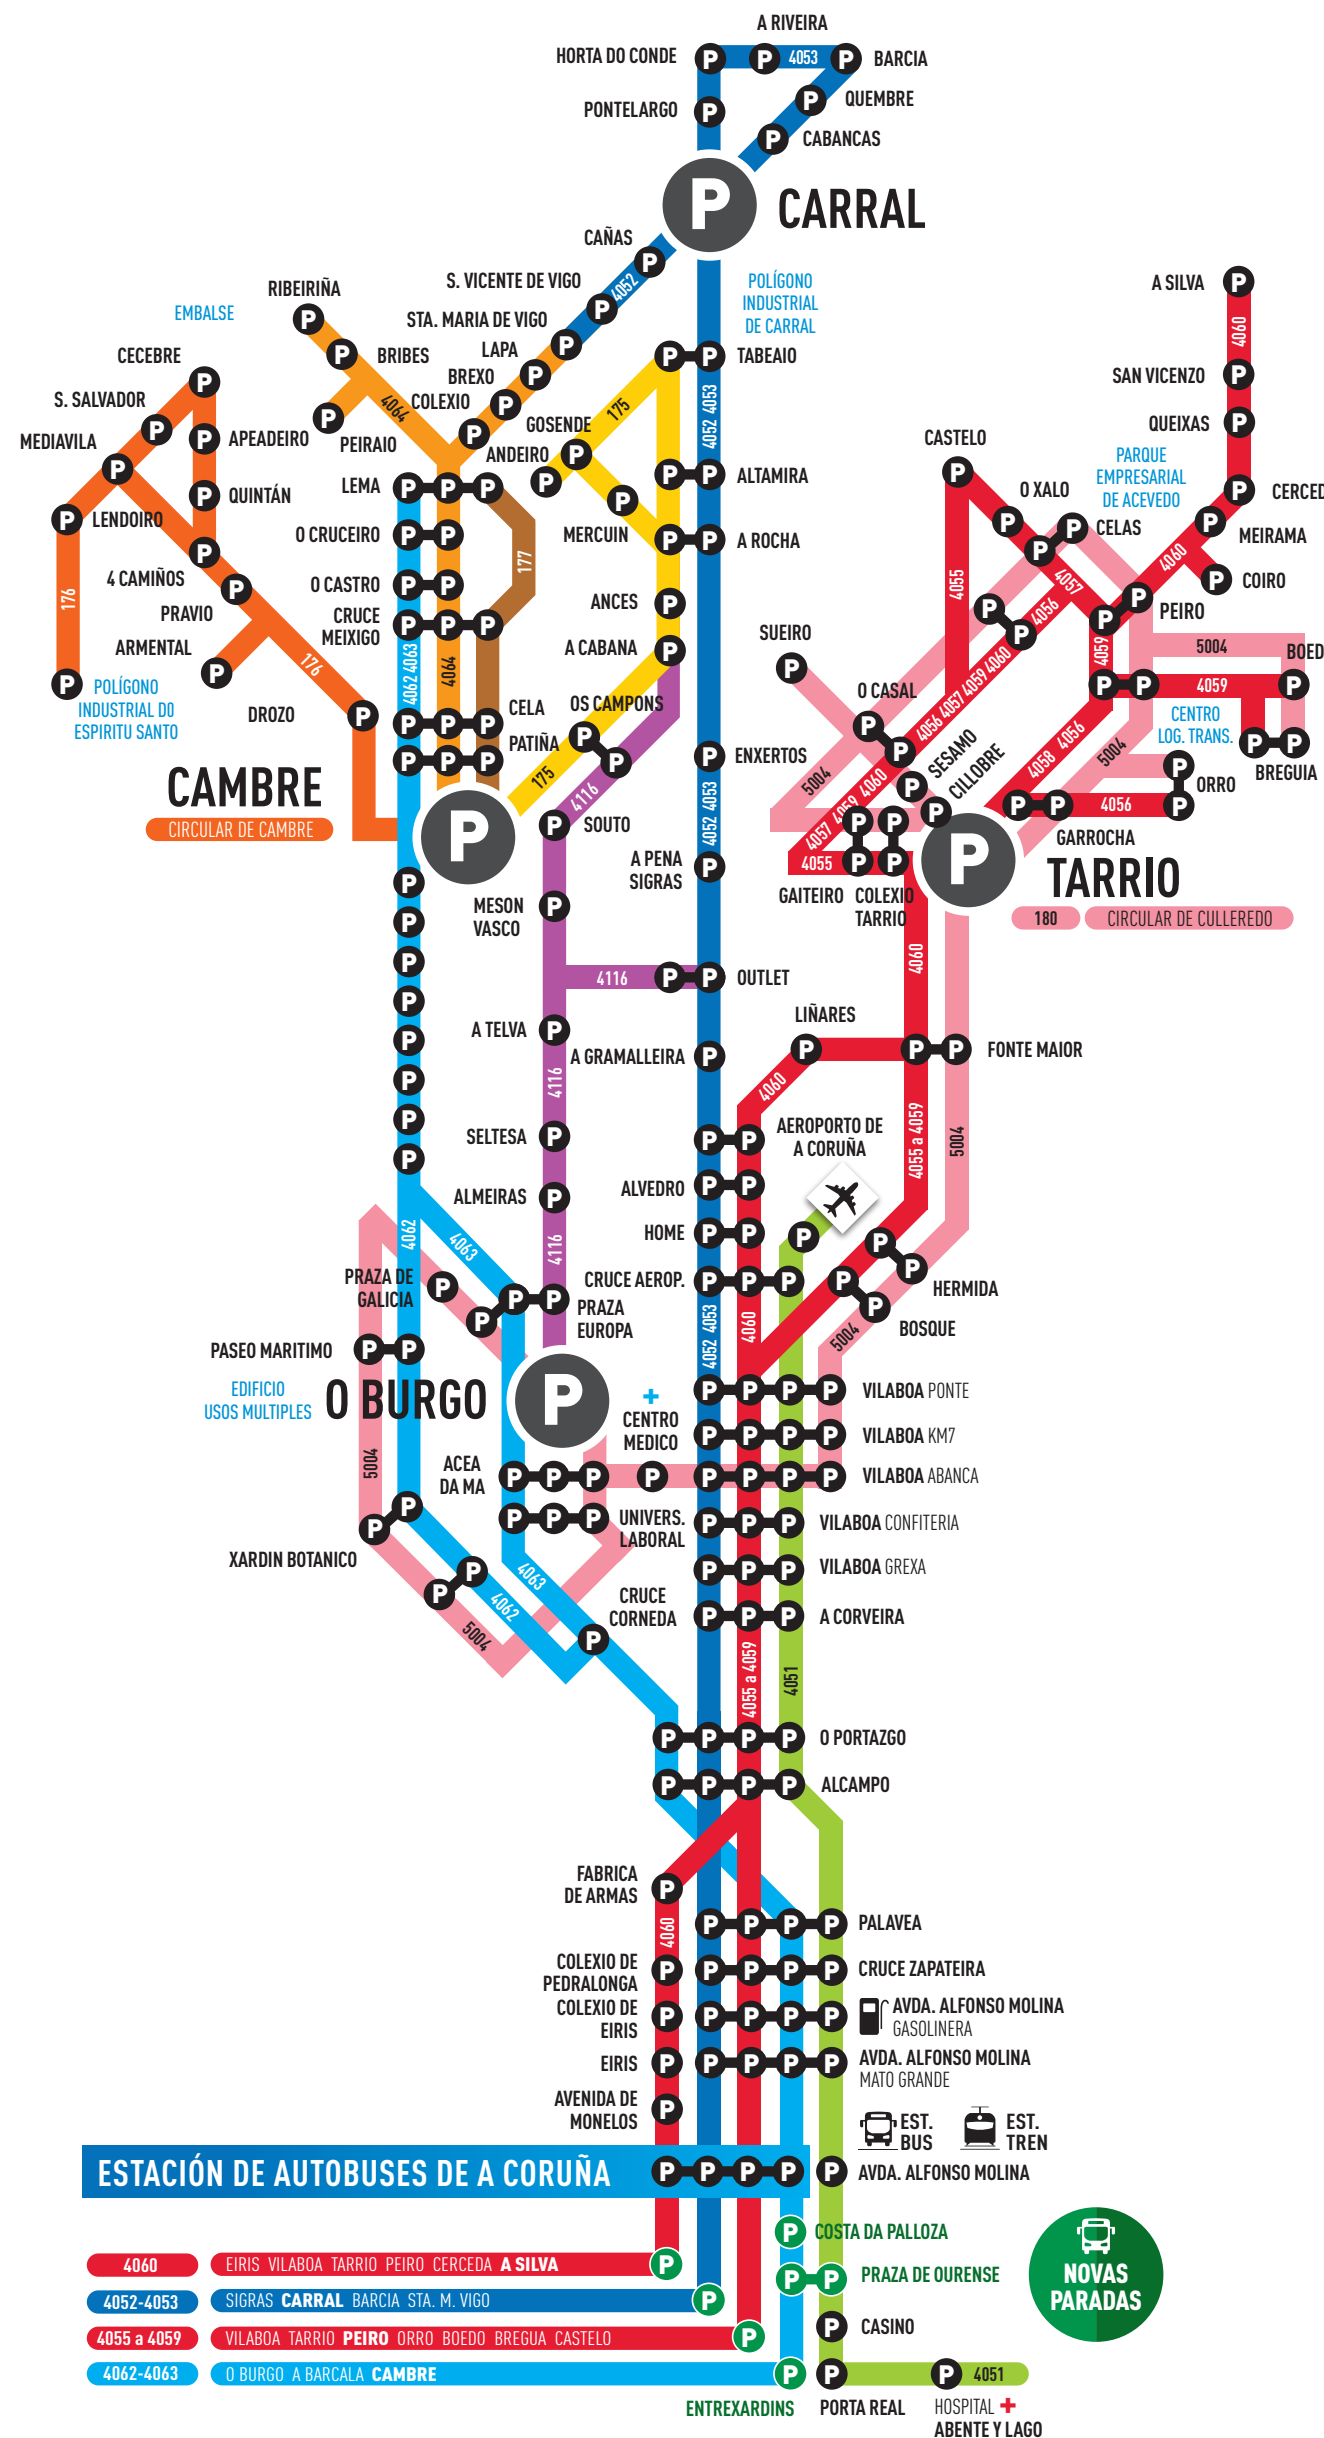 A RIVEIRA
HORTA DO CONDE
4053
BARCIA
PONTELARGO
QUEMBRE
CABANCAS
P
CARRAL
CAÑAS
S. VICENTE DE VIGO
4052
STA. MARIA DE VIGO
LAPA
BREXO
COLEXIO
POLÍGONO
INDUSTRIAL
DE CARRAL
RIBEIRIÑA
EMBALSE
BRIBES
4064
PEIRAIO
CECEBRE
S. SALVADOR
MEDIAVILA
APEADEIRO
QUINTÁN
LENDOIRO
4 CAMIÑOS
PRAVIO
ARMENTAL
176
176
POLÍGONO
INDUSTRIAL DO
ESPIRITU SANTO
DROZO
TABEAIO
175
4052 4053
GOSENDE
ANDEIRO
ALTAMIRA
MERCUIN
A ROCHA
LEMA
O CRUCEIRO
177
O CASTRO
CRUCE
MEIXIGO
4062 4063
4064
ANCES
A CABANA
OS CAMPONS
CELA
PATIÑA
175
4116
CAMBRE
CIRCULAR DE CAMBRE
P
A SILVA
4060
SAN VICENZO
QUEIXAS
CASTELO
PARQUE
EMPRESARIAL
DE ACEVEDO
O XALO
CELAS
CERCED
MEIRAMA
4060
COIRO
4055
4057
4056
PEIRO
SUEIRO
4059
5004
BOED
4059
O CASAL
4056 4057 4059 4060
CENTRO
LOG. TRANS.
SESAMO
CILLOBRE
4058 4056
5004
ORRO
BREGUIA
5004
4057 4059 4060
4056
GARROCHA
4055
GAITEIRO
COLEXIO
TARRIO
P
TARRIO
180
CIRCULAR DE CULLEREDO
ENXERTOS
4052 4053
SOUTO
A PENA
SIGRAS
MESON
VASCO
4060
4116
OUTLET
LIÑARES
A TELVA
A GRAMALLEIRA
FONTE MAIOR
4116
4060
SELTESA
AEROPORTO DE
A CORUÑA
4055 a 4059
5004
ALMEIRAS
ALVEDRO
4062
4063
4116
HOME
PRAZA DE
GALICIA
CRUCE AEROP.
HERMIDA
PRAZA
EUROPA
4052 4053
4060
5004
BOSQUE
PASEO MARITIMO
EDIFICIO
USOS MULTIPLES
O BURGO
P
CENTRO
MEDICO
VILABOA PONTE
VILABOA KM7
5004
ACEA
DA MA
VILABOA ABANCA
UNIVERS.
LABORAL
VILABOA CONFITERIA
XARDIN BOTANICO
4063
VILABOA GREXA
4062
CRUCE
CORNEDA
A CORVEIRA
5004
4055 a 4059
4051
O PORTAZGO
ALCAMPO
FABRICA
DE ARMAS
4060
PALAVEA
COLEXIO DE
PEDRALONGA
CRUCE ZAPATEIRA
COLEXIO DE
EIRIS
AVDA. ALFONSO MOLINA
GASOLINERA
EIRIS
AVDA. ALFONSO MOLINA
MATO GRANDE
AVENIDA DE
MONELOS
EST.
BUS
EST.
TREN
ESTACIÓN DE AUTOBUSES DE A CORUÑA
AVDA. ALFONSO MOLINA
COSTA DA PALLOZA
4060
EIRIS VILABOA TARRIO PEIRO CERCEDA A SILVA
PRAZA DE OURENSE
NOVAS
PARADAS
4052-4053
SIGRAS CARRAL BARCIA STA. M. VIGO
CASINO
4055 a 4059
VILABOA TARRIO PEIRO ORRO BOEDO BREGUA CASTELO
4062-4063
O BURGO A BARCALA CAMBRE
4051
ENTREXARDINS
PORTA REAL
HOSPITAL
ABENTE Y LAGO